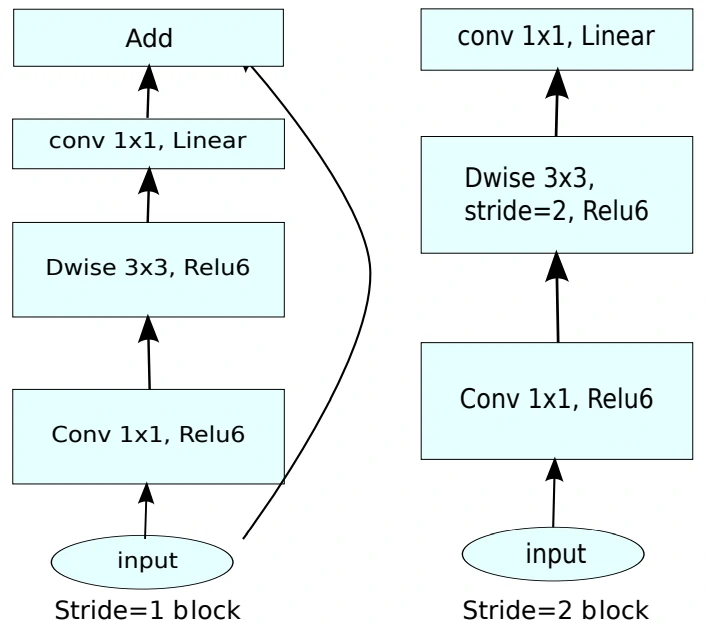 Add
conv 1x1, Linear
Dwise 3x3, Relu6
Conv 1x1, Relu6
input
Stride=1 block
conv 1x1, Linear
Dwise 3x3,
stride=2, Relu6
Conv 1x1, Relu6
input
Stride=2 block